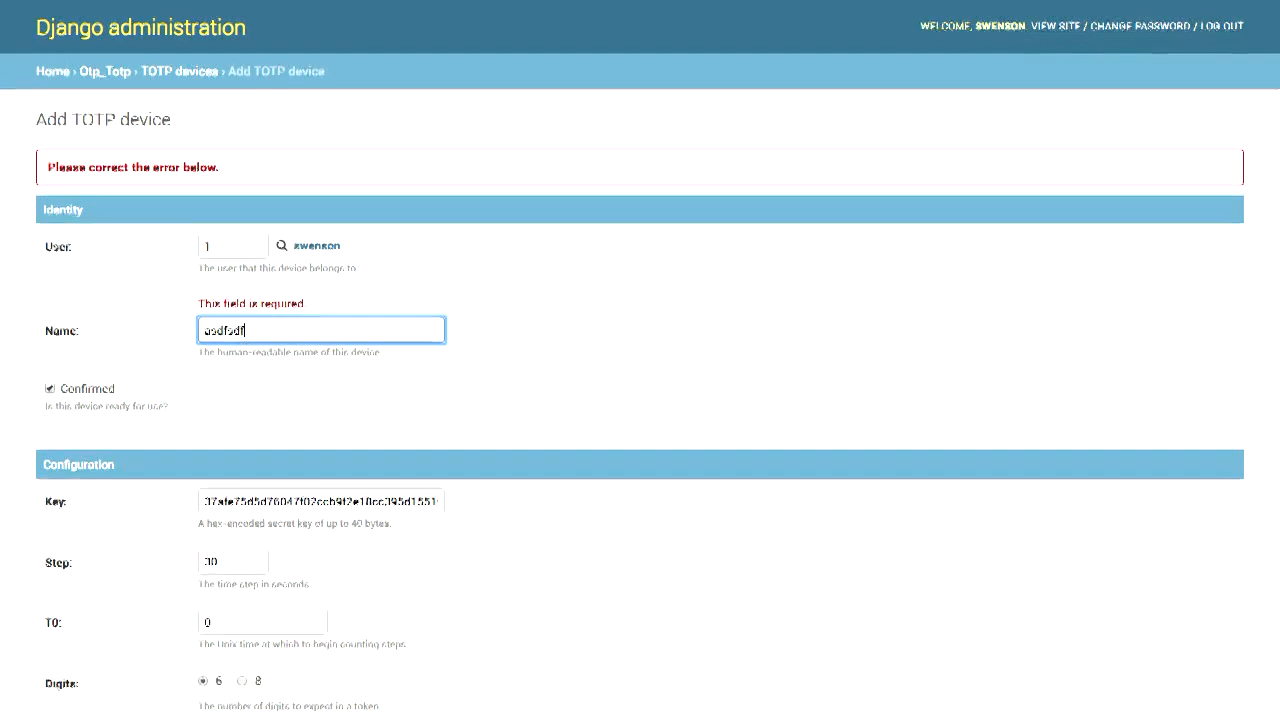 Django administration
WELCOME, SWENSON VIEW SITE / CHANGE PASSWORD / LOG OUT
Home › Otp_Totp › TOTP devices › Add TOTP device
Add TOTP device
Please correct the error below.
Identity
User: 1 swenson
The user that this device belongs to.
This field is required.
Name: asdfsdf
The human-readable name of this device.
Confirmed
Is this device ready for use?
Configuration
Key:
A hex-encoded secret key of up to 40 bytes.
Step: 30
The time step in seconds.
T0: 0
The Unix time at which to begin counting steps.
Digits: 6 8
The number of digits to expect in a token.